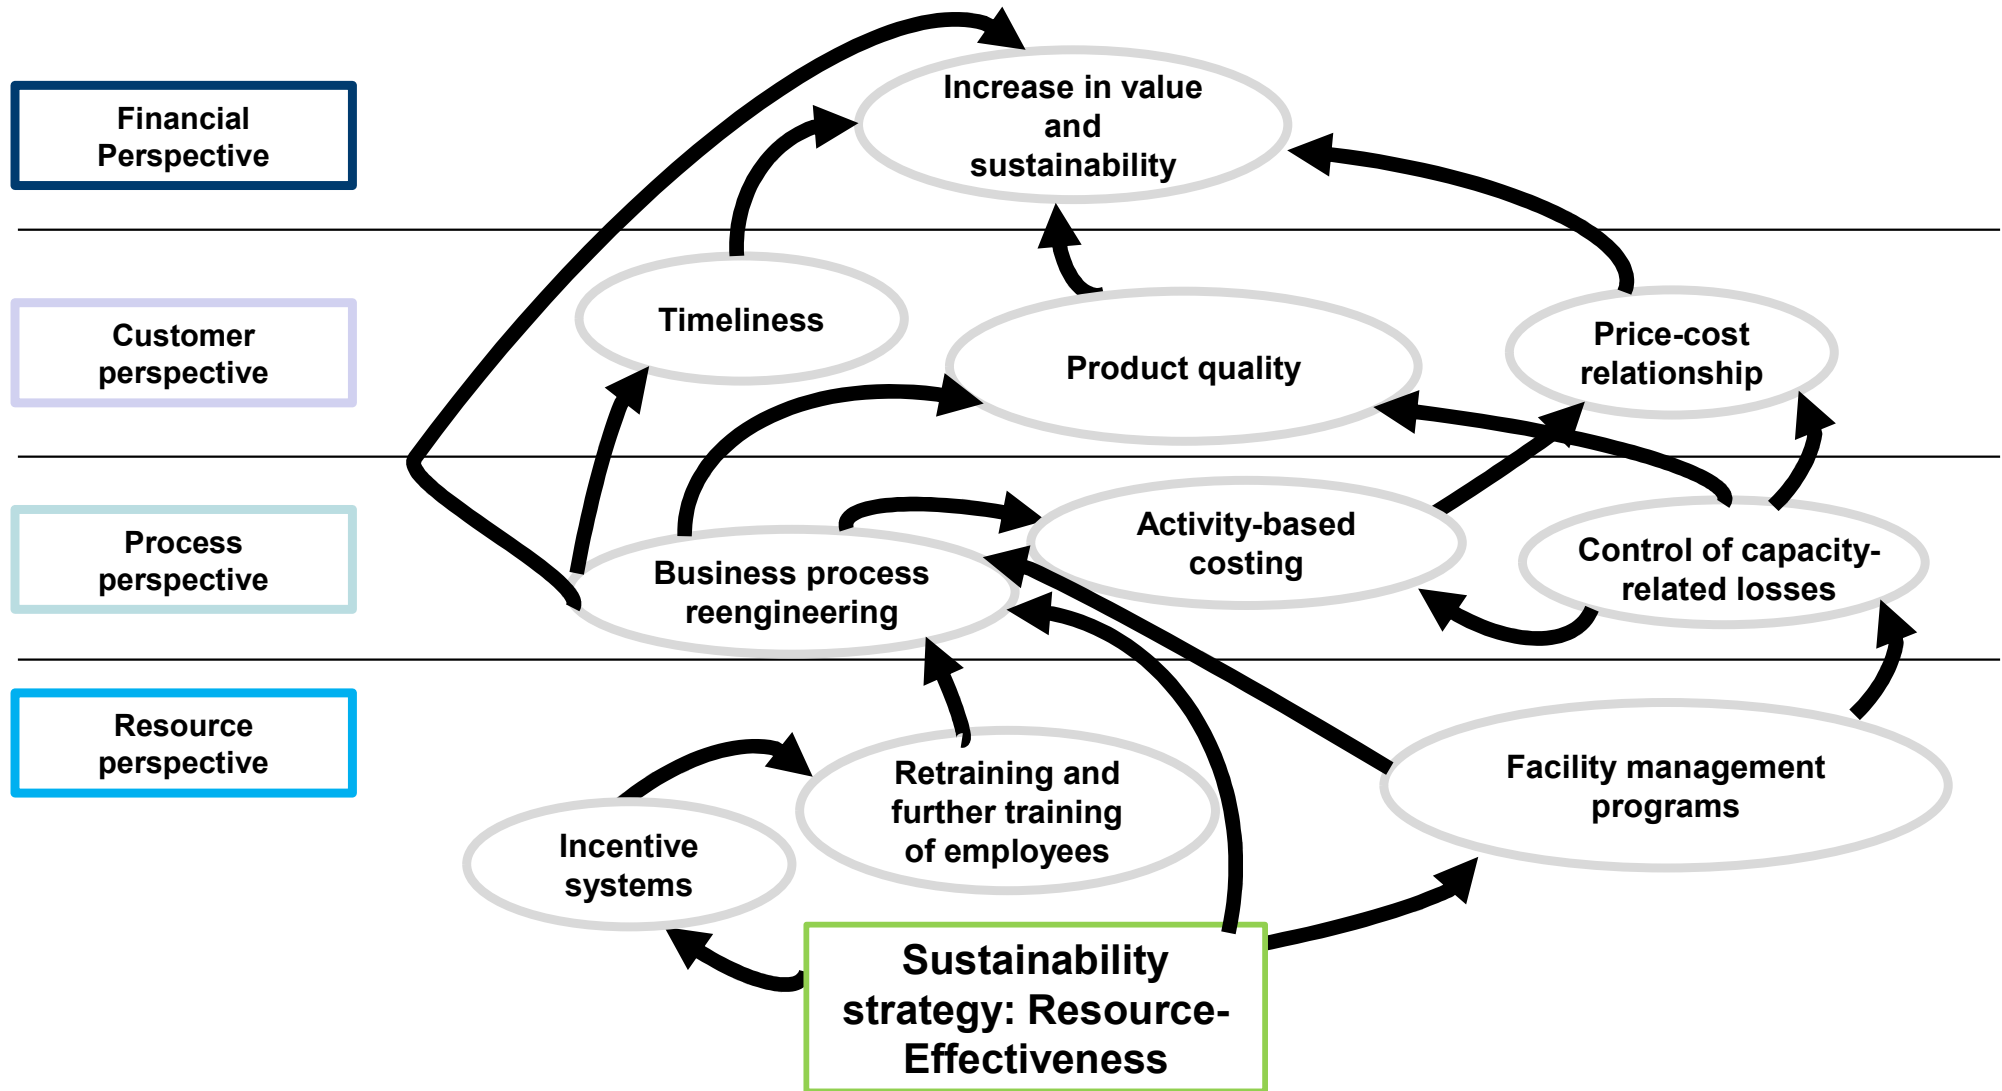 Financial
Perspective
Increase in value
and
sustainability
Customer
perspective
Timeliness
Product quality
Price-cost
relationship
Process
perspective
Business process
reengineering
Activity-based
costing
Control of capacity-
related losses
Resource
perspective
Incentive
systems
Retraining and
further training
of employees
Facility management
programs
Sustainability
strategy: Resource-
Effectiveness